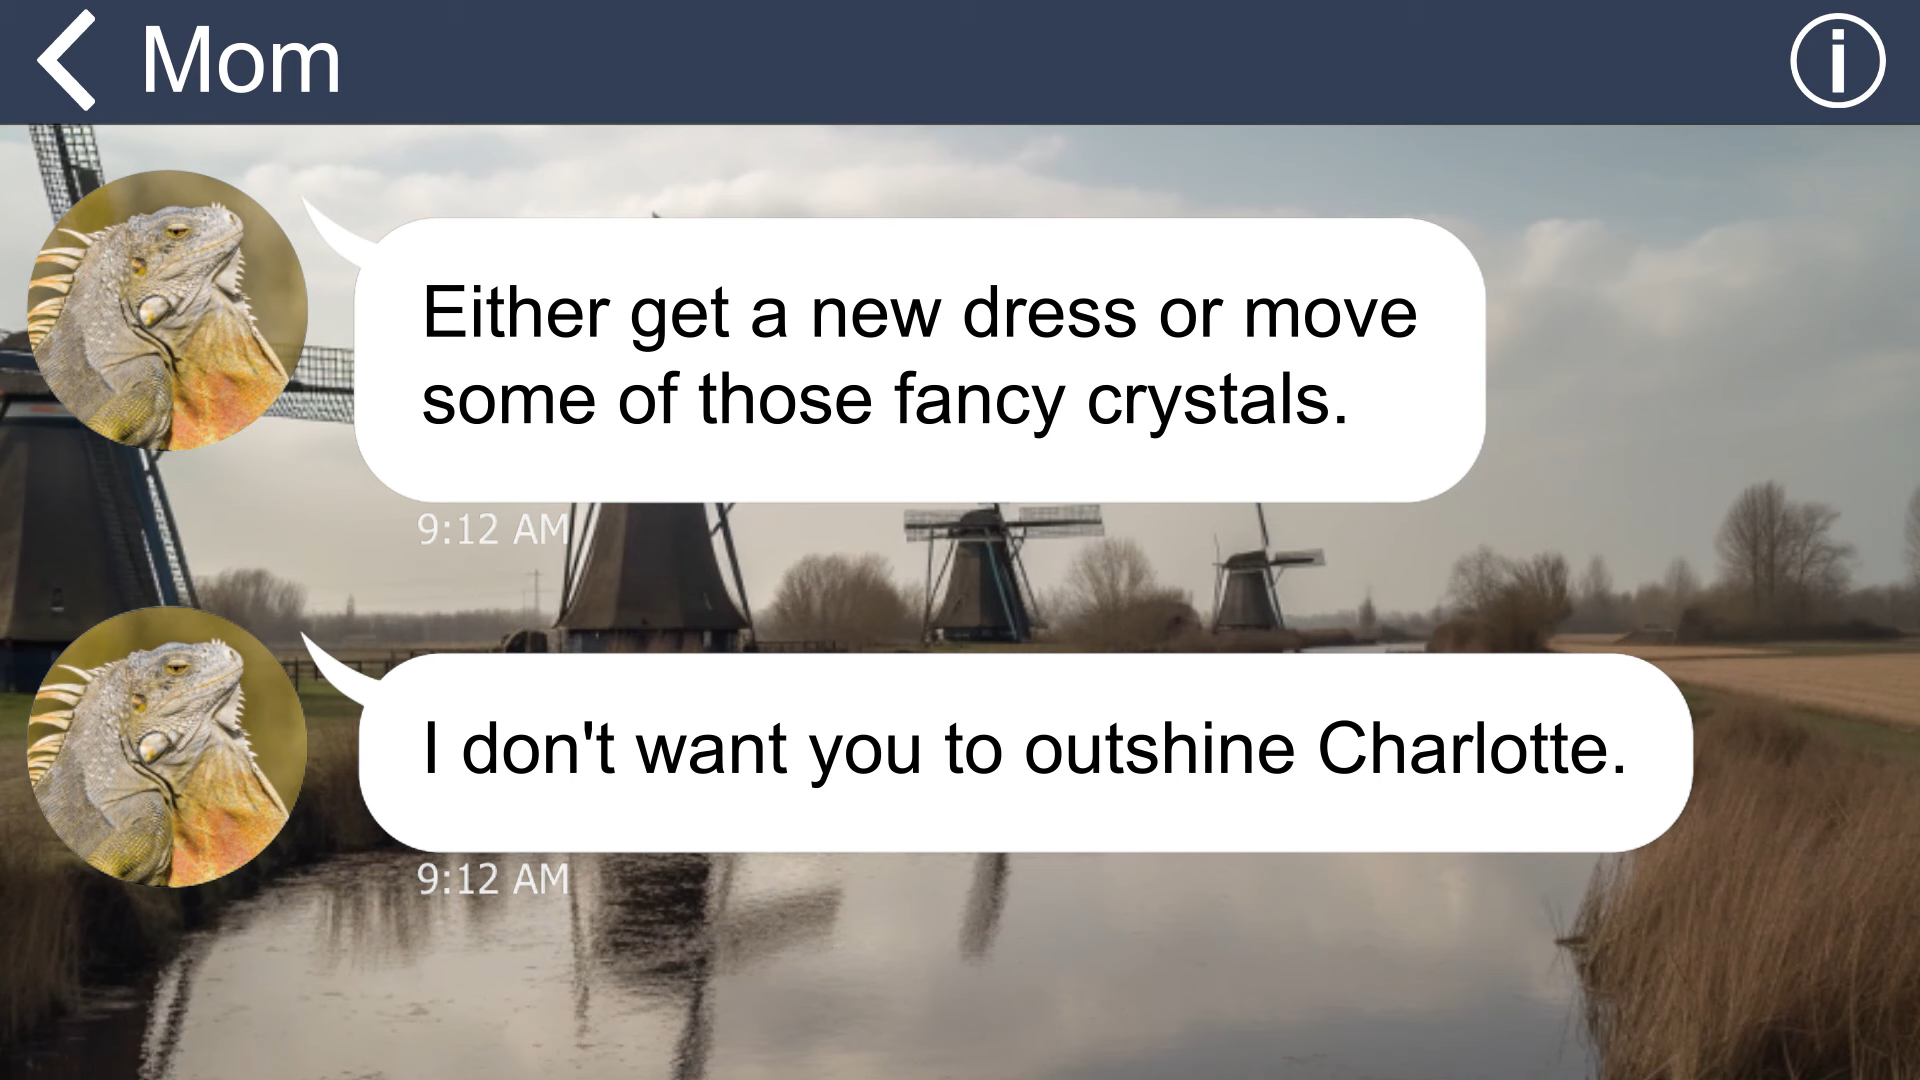 Mom
Either get a new dress or move
some of those fancy crystals.
9:12 AM
I don't want you to outshine Charlotte.
9:12 AM